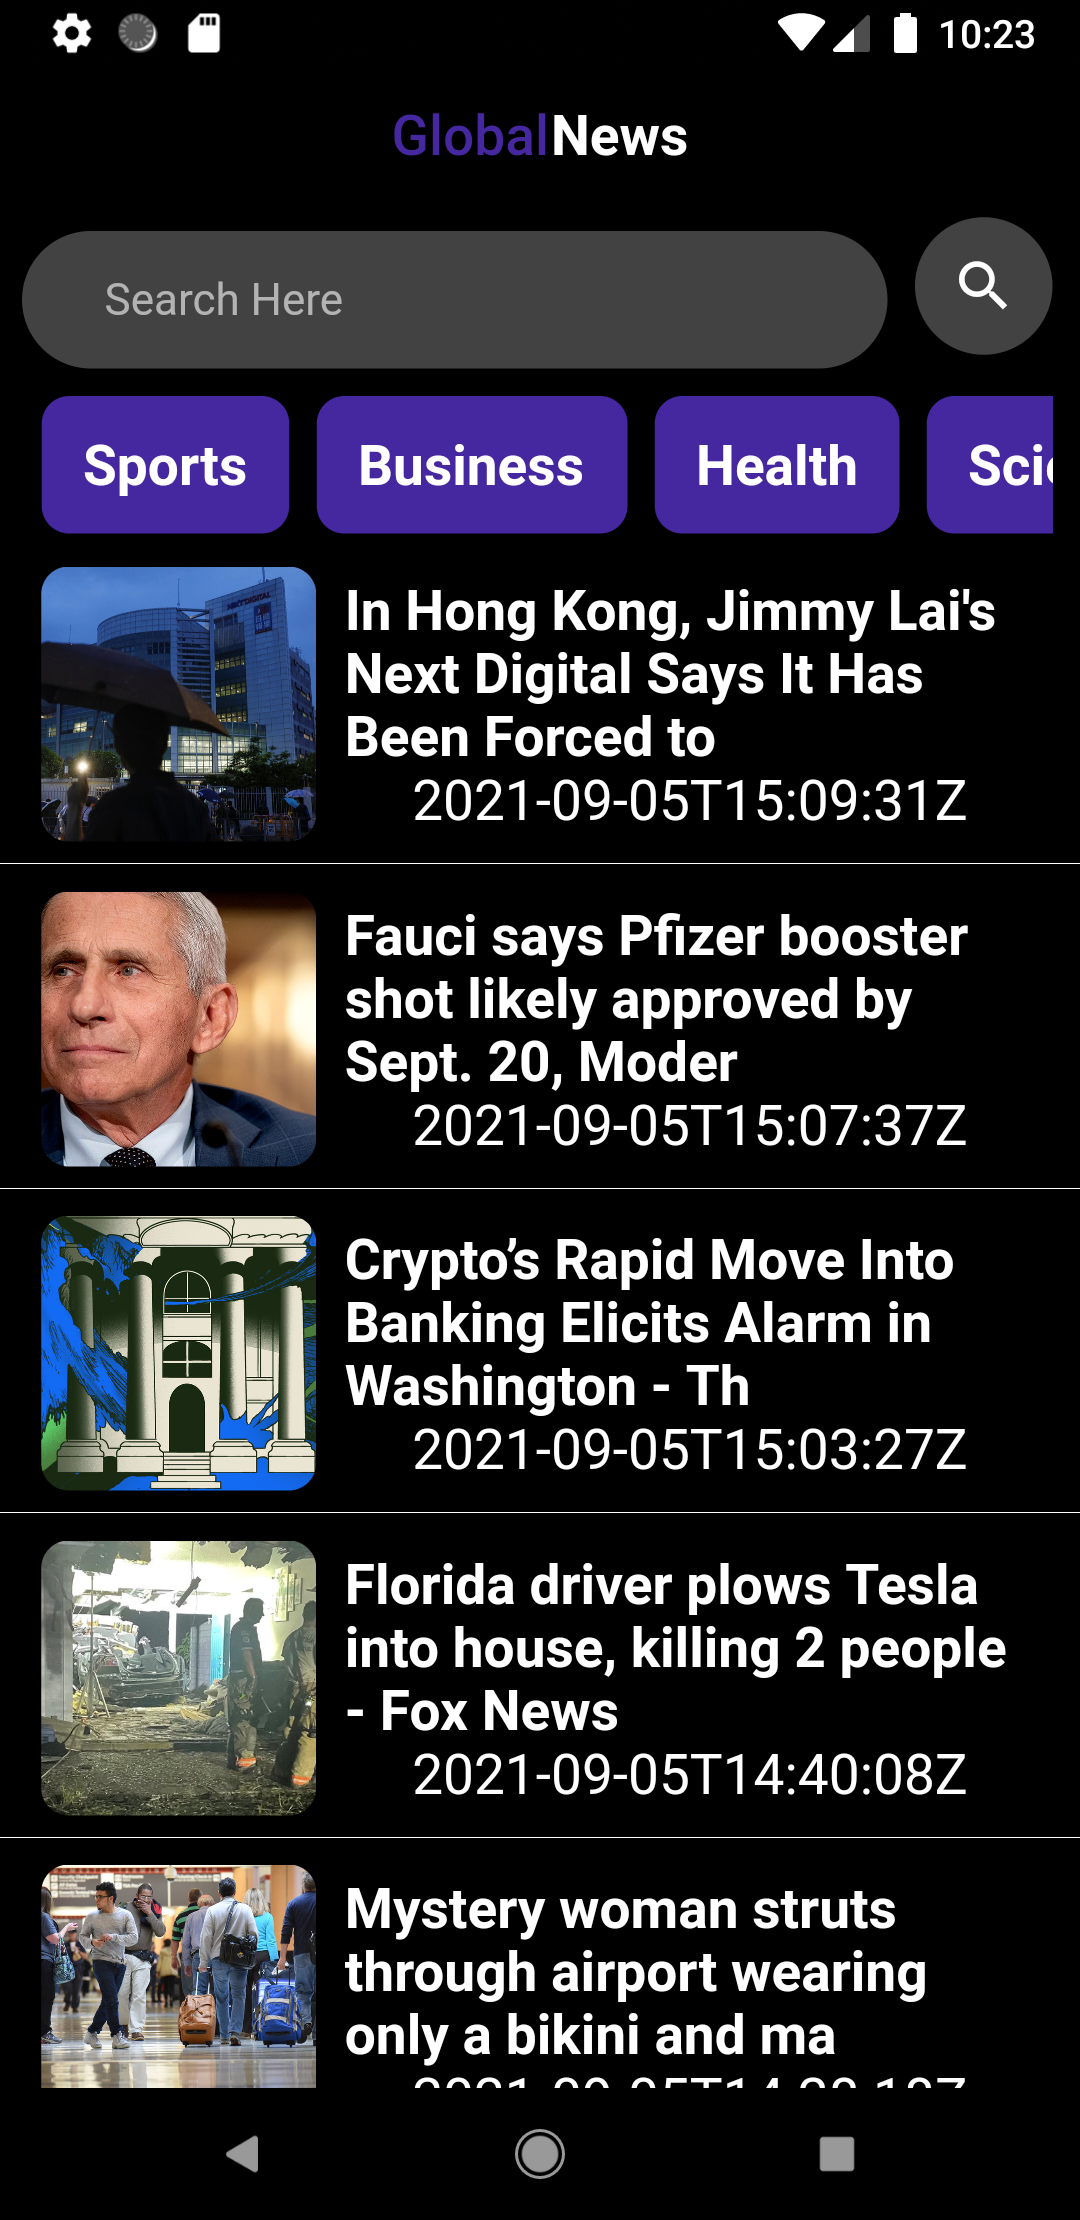 10:23
GlobalNews
Search Here
Sports Business Health Scie
In Hong Kong, Jimmy Lai's
Next Digital Says It Has
Been Forced to
2021-09-05T15:09:31Z
Fauci says Pfizer booster
shot likely approved by
Sept. 20, Moder
2021-09-05T15:07:37Z
Crypto’s Rapid Move Into
Banking Elicits Alarm in
Washington - Th
2021-09-05T15:03:27Z
Florida driver plows Tesla
into house, killing 2 people
- Fox News
2021-09-05T14:40:08Z
Mystery woman struts
through airport wearing
only a bikini and ma